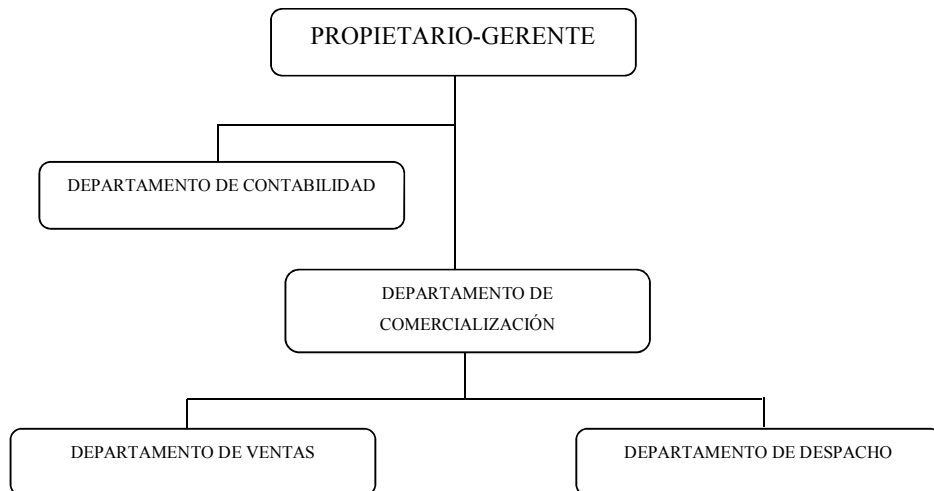 PROPIETARIO-GERENTE
DEPARTAMENTO DE CONTABILIDAD
DEPARTAMENTO DE
COMERCIALIZACIÓN
DEPARTAMENTO DE VENTAS
DEPARTAMENTO DE DESPACHO